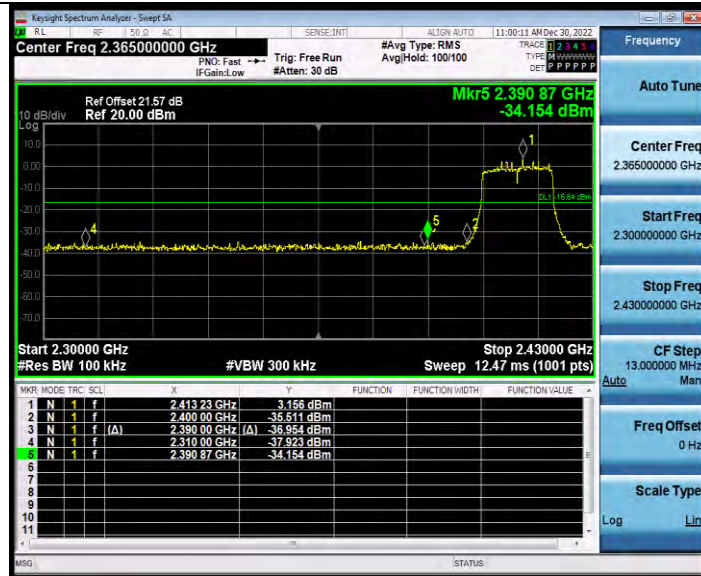 Keysight Spectrum Analyzer - Swept SA
RL RF 50 Ω AC SENSE:INT ALIGN AUTO 11:00:11 AM Dec 30, 2022
Center Freq 2.365000000 GHz
PNO: Fast
IFGain:Low
Trig: Free Run
#Atten: 30 dB
#Avg Type: RMS
Avg|Hold: 100/100
TRACE 1 2 3 4 5 6
TYPE M WWWWW
DET P P P P P P
Frequency
Ref Offset 21.57 dB
10 dB/div Ref 20.00 dBm
Log
Mkr5 2.390 87 GHz
-34.154 dBm
10.0
0.00
-10.0
-20.0
-30.0
-40.0
-50.0
-60.0
-70.0
1
2
4
5
DL1 -16.84 dBm
Start 2.30000 GHz Stop 2.43000 GHz
#Res BW 100 kHz #VBW 300 kHz Sweep 12.47 ms (1001 pts)
MKR MODE TRC SCL X Y FUNCTION FUNCTION WIDTH FUNCTION VALUE
1 N 1 f 2.413 23 GHz 3.156 dBm
2 N 1 f 2.400 00 GHz -35.511 dBm
3 N 1 f (Δ) 2.390 00 GHz (Δ) -36.954 dBm
4 N 1 f 2.310 00 GHz -37.923 dBm
5 N 1 f 2.390 87 GHz -34.154 dBm
6
7
8
9
10
11
MSG STATUS
Auto Tune
Center Freq
2.365000000 GHz
Start Freq
2.300000000 GHz
Stop Freq
2.430000000 GHz
CF Step
13.000000 MHz
Auto Man
Freq Offset
0 Hz
Scale Type
Log Lin